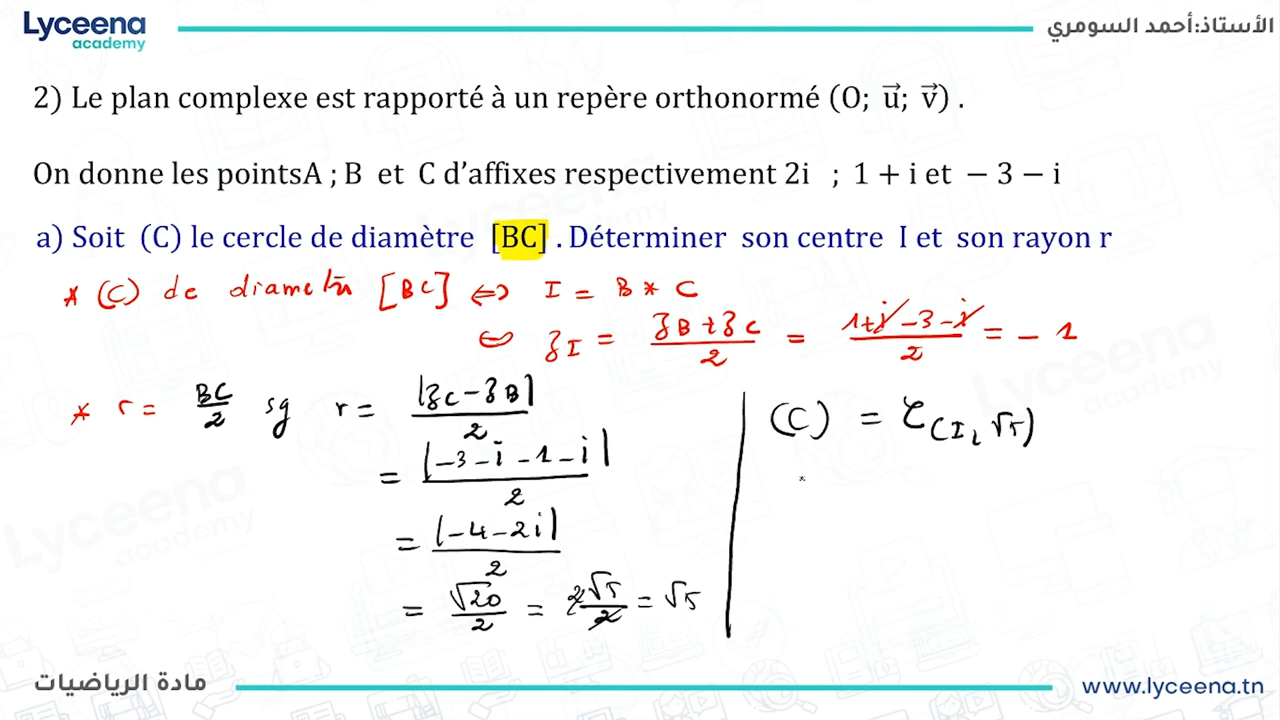 Lyceena
academy
الأستاذ:أحمد السومري
2) Le plan complexe est rapporté à un repère orthonormé (O; u⃗; v⃗) .
On donne les pointsA ; B et C d’affixes respectivement 2i ; 1 + i et − 3 − i
a) Soit (C) le cercle de diamètre [BC] . Déterminer son centre I et son rayon r
* (C) de diametre [BC] ⇔ I = B * C
⇔ zI = (zB + zC)/2 = (1+i −3−i)/2 = −1
* r = BC/2 sg r = |zC − zB|/2
= |−3 − i − 1 − i|/2
= |−4 − 2i|/2
= √20/2 = 2√5/2 = √5
(C) = C(I, √5)
مادة الرياضيات
www.lyceena.tn